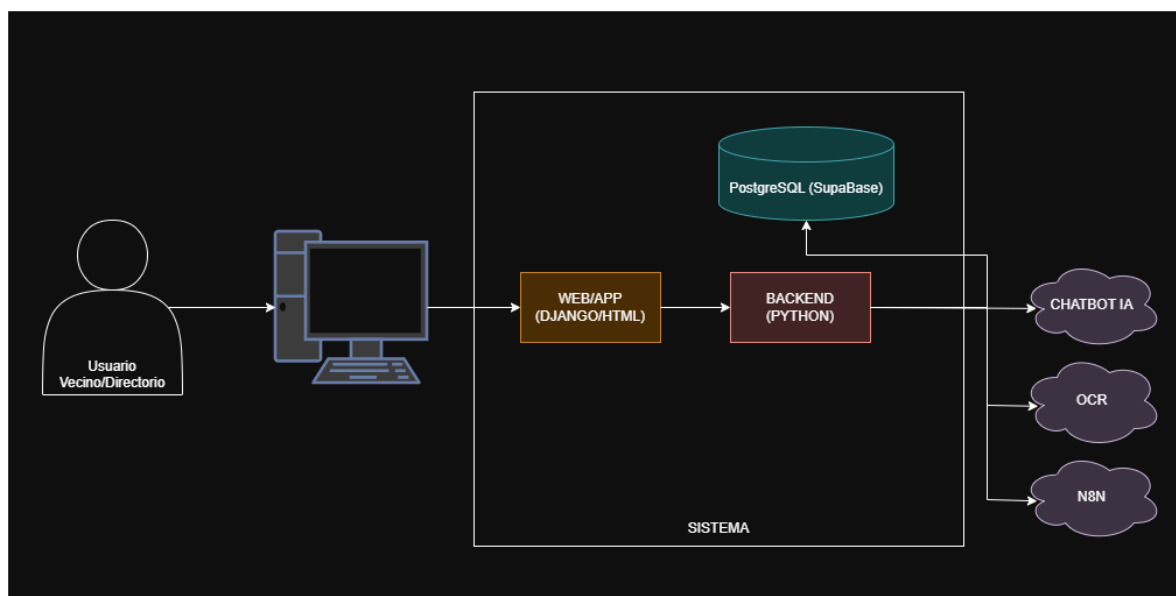 PostgreSQL (SupaBase)
Usuario
Vecino/Directorio
WEB/APP
(DJANGO/HTML)
BACKEND
(PYTHON)
CHATBOT IA
OCR
N8N
SISTEMA